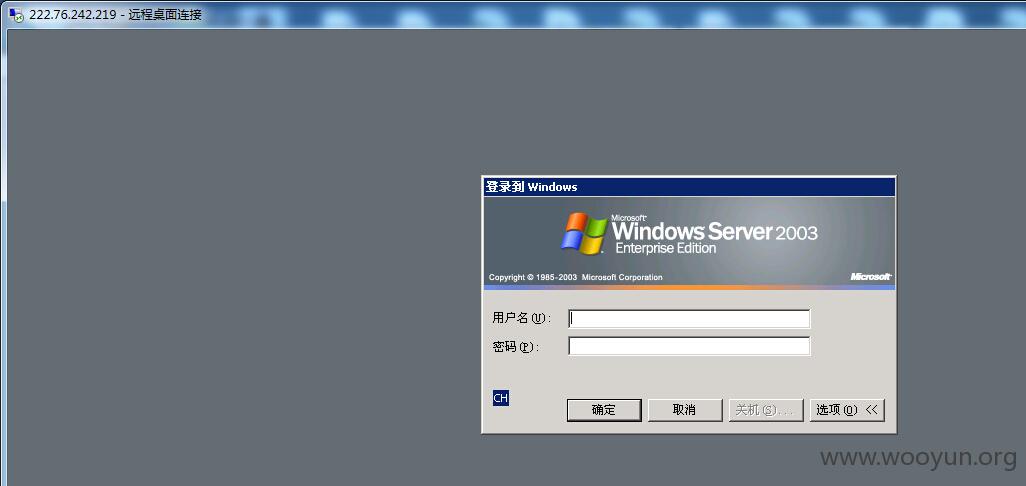 222.76.242.219 - 远程桌面连接
登录到 Windows
Microsoft
Windows Server 2003
Enterprise Edition
Copyright © 1985-2003 Microsoft Corporation
Microsoft
用户名(U):
密码(P):
CH
确定 取消 关机(S)... 选项(O) <<
www.wooyun.org